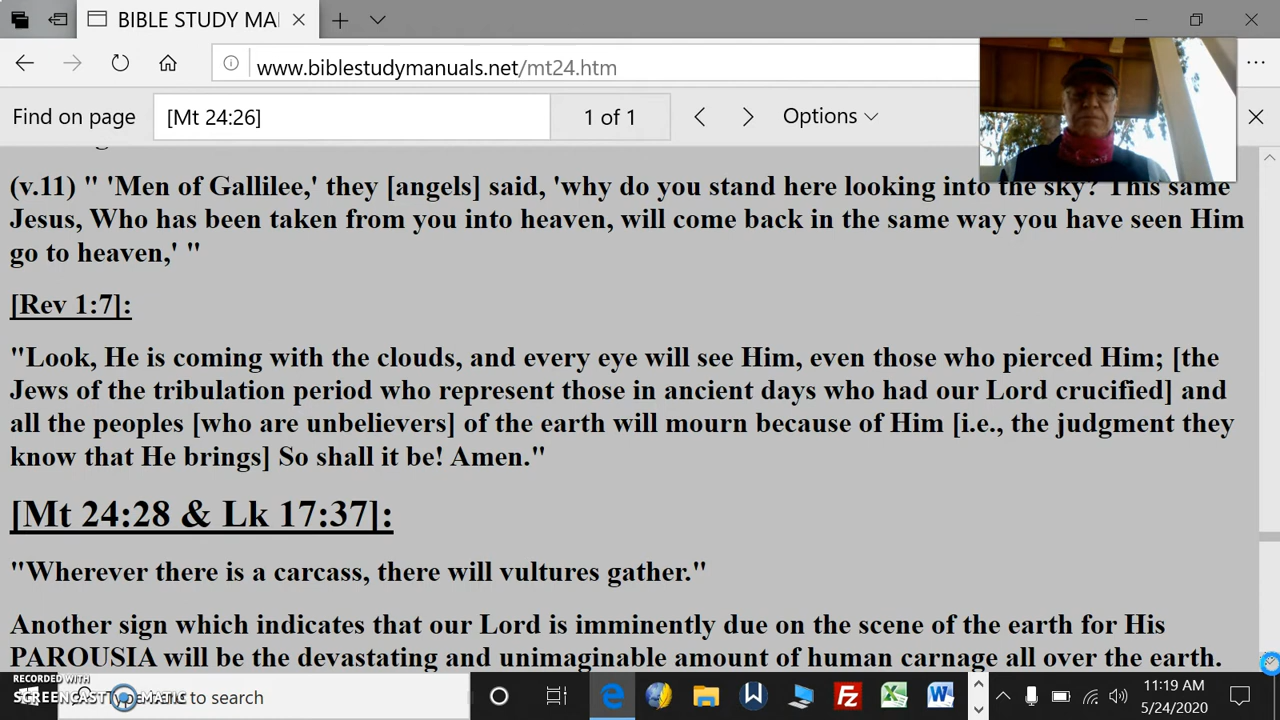 BIBLE STUDY MA
www.biblestudymanuals.net/mt24.htm
Find on page
[Mt 24:26]
1 of 1
Options
(v.11) " 'Men of Gallilee,' they [angels] said, 'why do you stand here looking into the sky? This same
Jesus, Who has been taken from you into heaven, will come back in the same way you have seen Him
go to heaven,' "
[Rev 1:7]:
"Look, He is coming with the clouds, and every eye will see Him, even those who pierced Him; [the
Jews of the tribulation period who represent those in ancient days who had our Lord crucified] and
all the peoples [who are unbelievers] of the earth will mourn because of Him [i.e., the judgment they
know that He brings] So shall it be! Amen."
[Mt 24:28 & Lk 17:37]:
"Wherever there is a carcass, there will vultures gather."
Another sign which indicates that our Lord is imminently due on the scene of the earth for His
PAROUSIA will be the devastating and unimaginable amount of human carnage all over the earth.
RECORDED WITH
SCREENCAST-O-MATIC
Type here to search
11:19 AM
5/24/2020